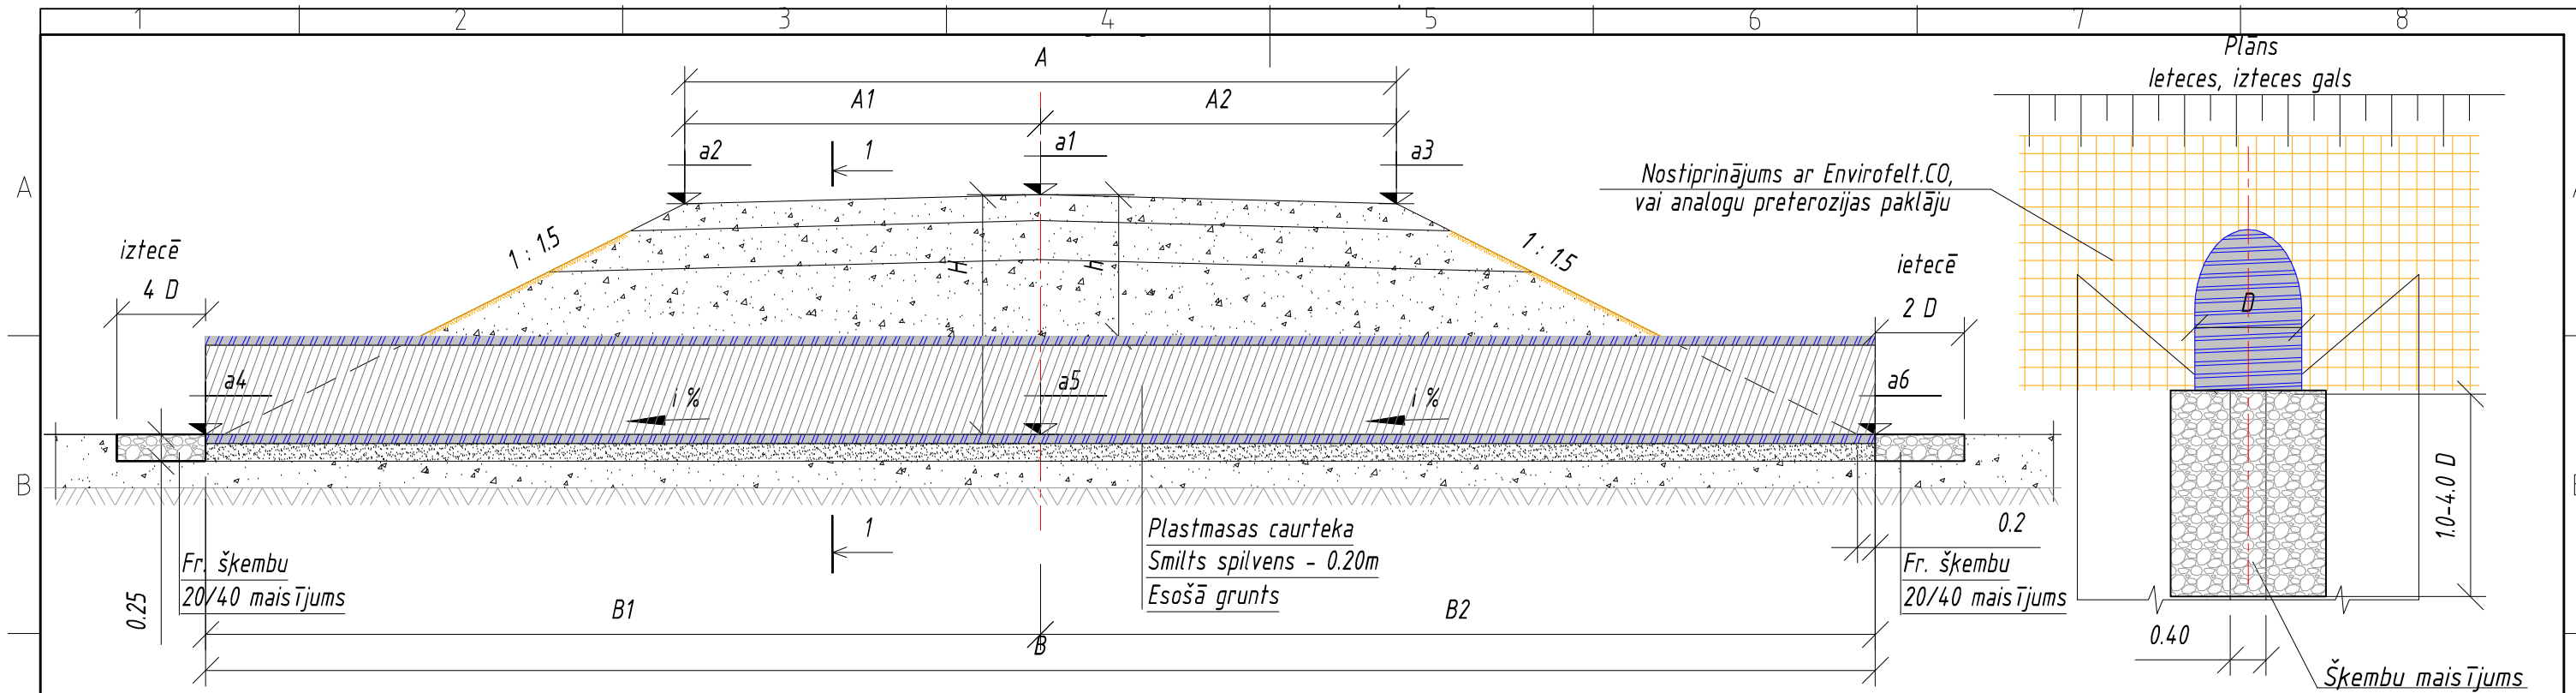 1 2 3 4 5 6 7 8
A
B
A
A1
A2
a2
1
a1
a3
1 : 1.5
1 : 1.5
H
h
iztecē
4 D
ietecē
2 D
a4
i %
a5
i %
a6
1
0.25
Fr. šķembu
20/40 maisījums
Plastmasas caurteka
Smilts spilvens - 0.20m
Esošā grunts
0.2
Fr. šķembu
20/40 maisījums
B1
B2
B
Plāns
Ieteces, izteces gals
Nostiprinājums ar Envirofelt.CO,
vai analogu preterozijas paklāju
D
1.0-4.0 D
0.40
Šķembu maisījums